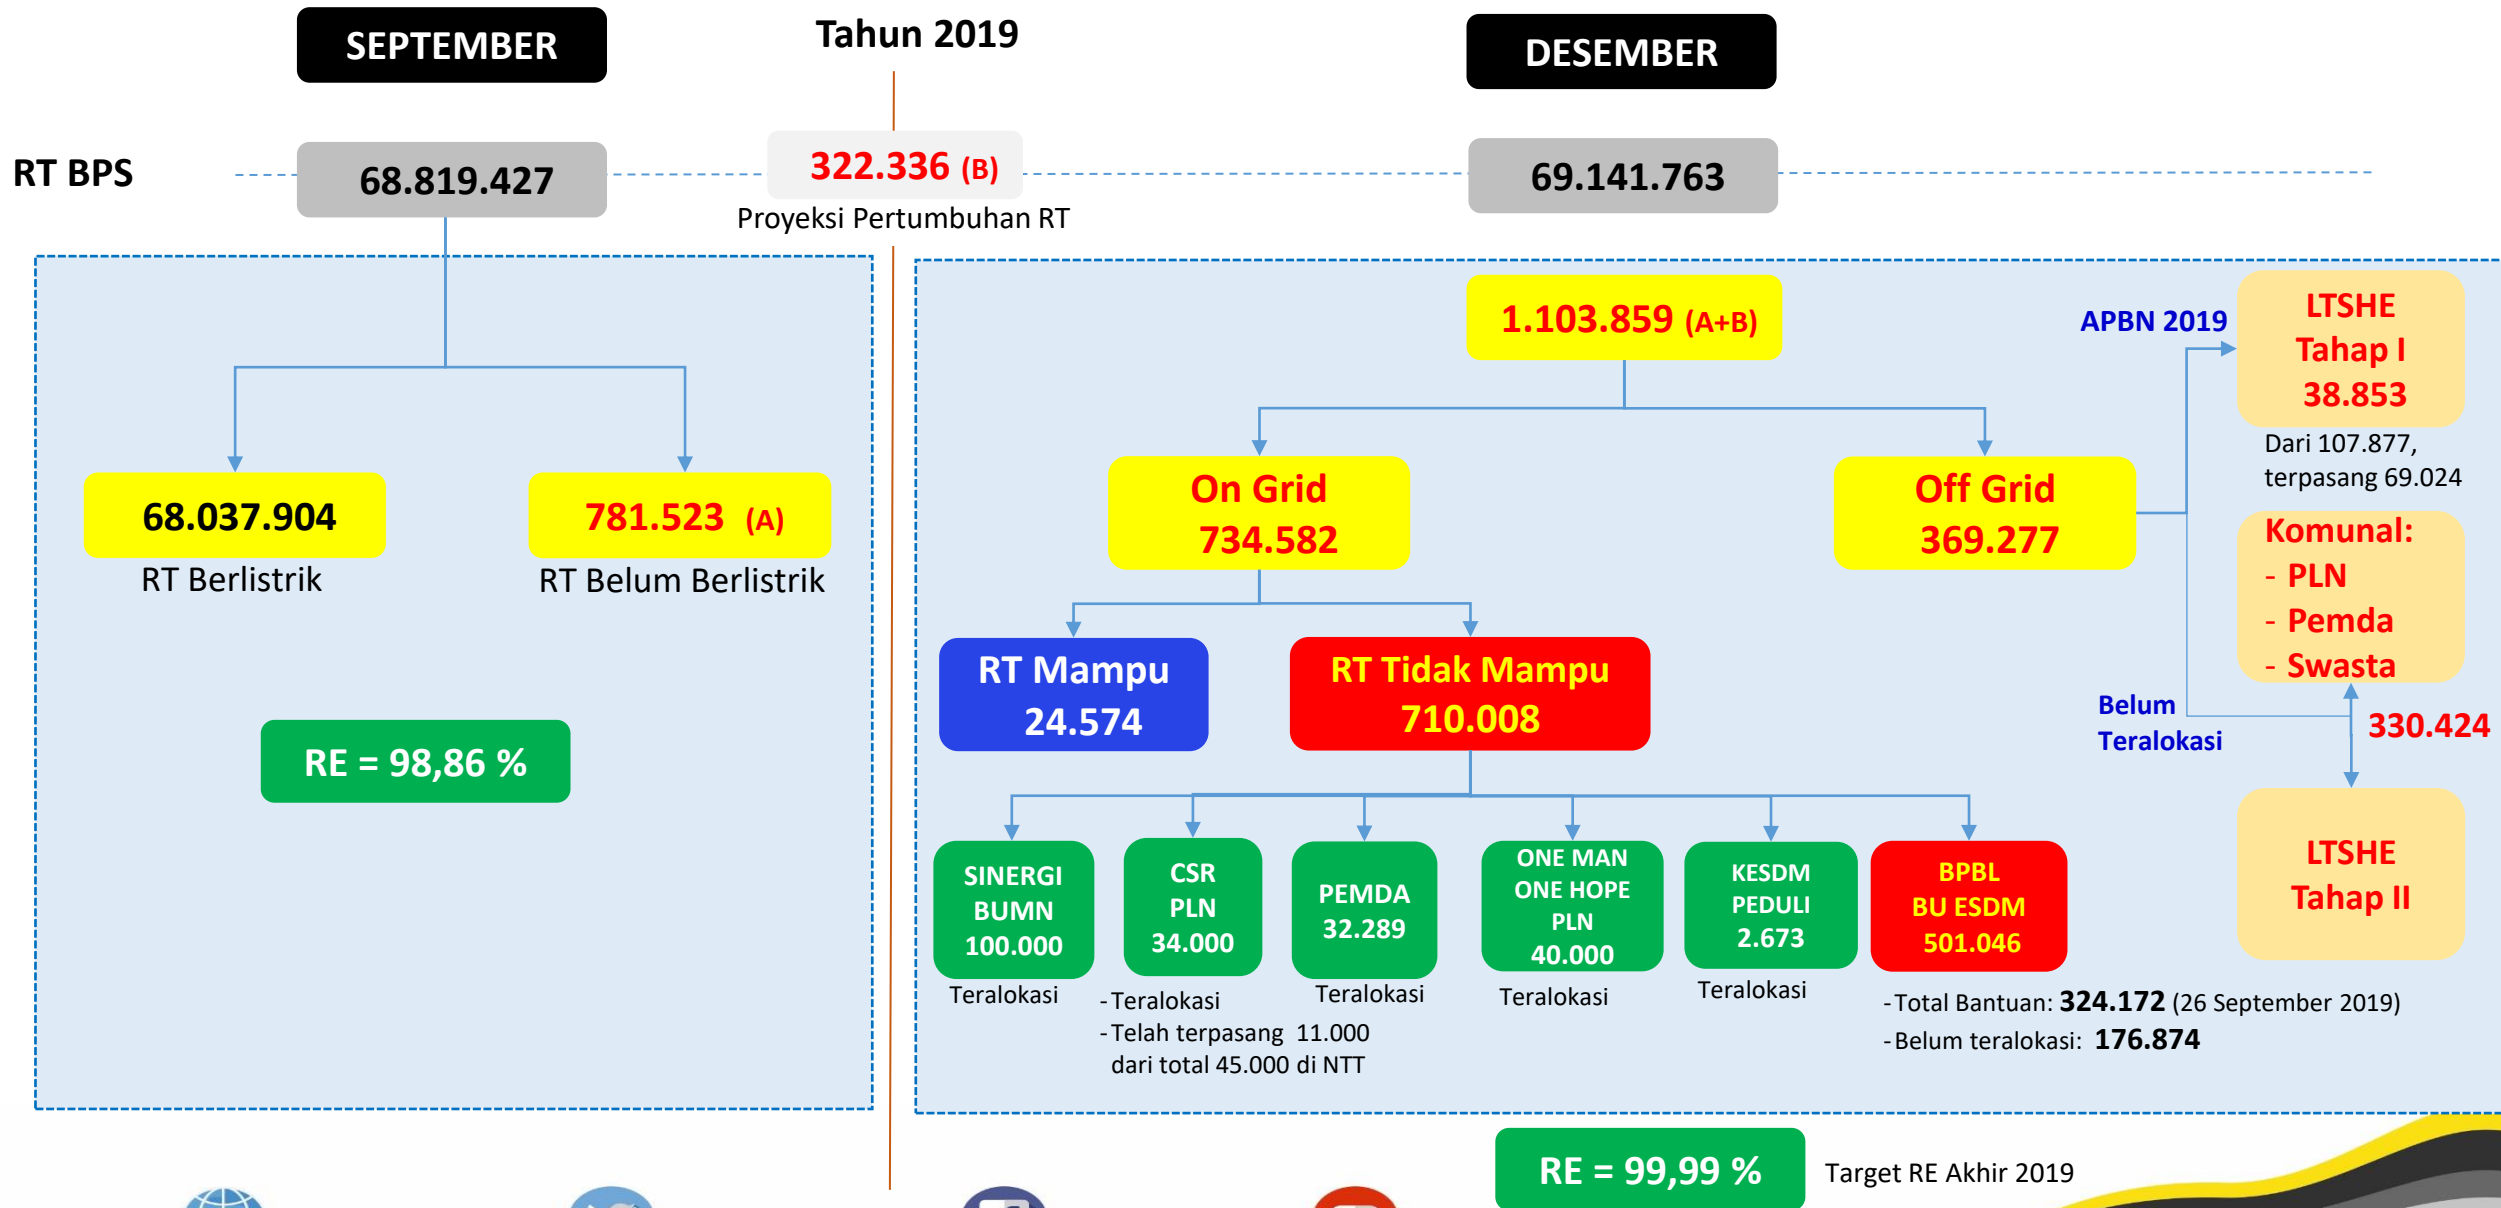 SEPTEMBER
Tahun 2019
DESEMBER
RT BPS
68.819.427
322.336 (B)
Proyeksi Pertumbuhan RT
69.141.763
68.037.904
RT Berlistrik
781.523 (A)
RT Belum Berlistrik
RE = 98,86 %
1.103.859 (A+B)
On Grid
734.582
Off Grid
369.277
APBN 2019
LTSHE
Tahap I
38.853
Dari 107.877,
terpasang 69.024
Komunal:
- PLN
- Pemda
- Swasta
Belum
Teralokasi
330.424
LTSHE
Tahap II
RT Mampu
24.574
RT Tidak Mampu
710.008
SINERGI
BUMN
100.000
Teralokasi
CSR
PLN
34.000
- Teralokasi
- Telah terpasang 11.000
dari total 45.000 di NTT
PEMDA
32.289
Teralokasi
ONE MAN
ONE HOPE
PLN
40.000
Teralokasi
KESDM
PEDULI
2.673
Teralokasi
BPBL
BU ESDM
501.046
- Total Bantuan: 324.172 (26 September 2019)
- Belum teralokasi: 176.874
RE = 99,99 %
Target RE Akhir 2019